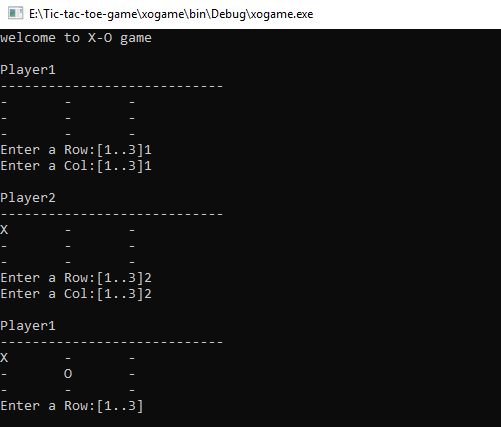 E:\Tic-tac-toe-game\xogame\bin\Debug\xogame.exe
welcome to X-O game
Player1
----------------------------
- - -
- - -
- - -
Enter a Row:[1..3]1
Enter a Col:[1..3]1
Player2
----------------------------
X - -
- - -
- - -
Enter a Row:[1..3]2
Enter a Col:[1..3]2
Player1
----------------------------
X - -
- O -
- - -
Enter a Row:[1..3]